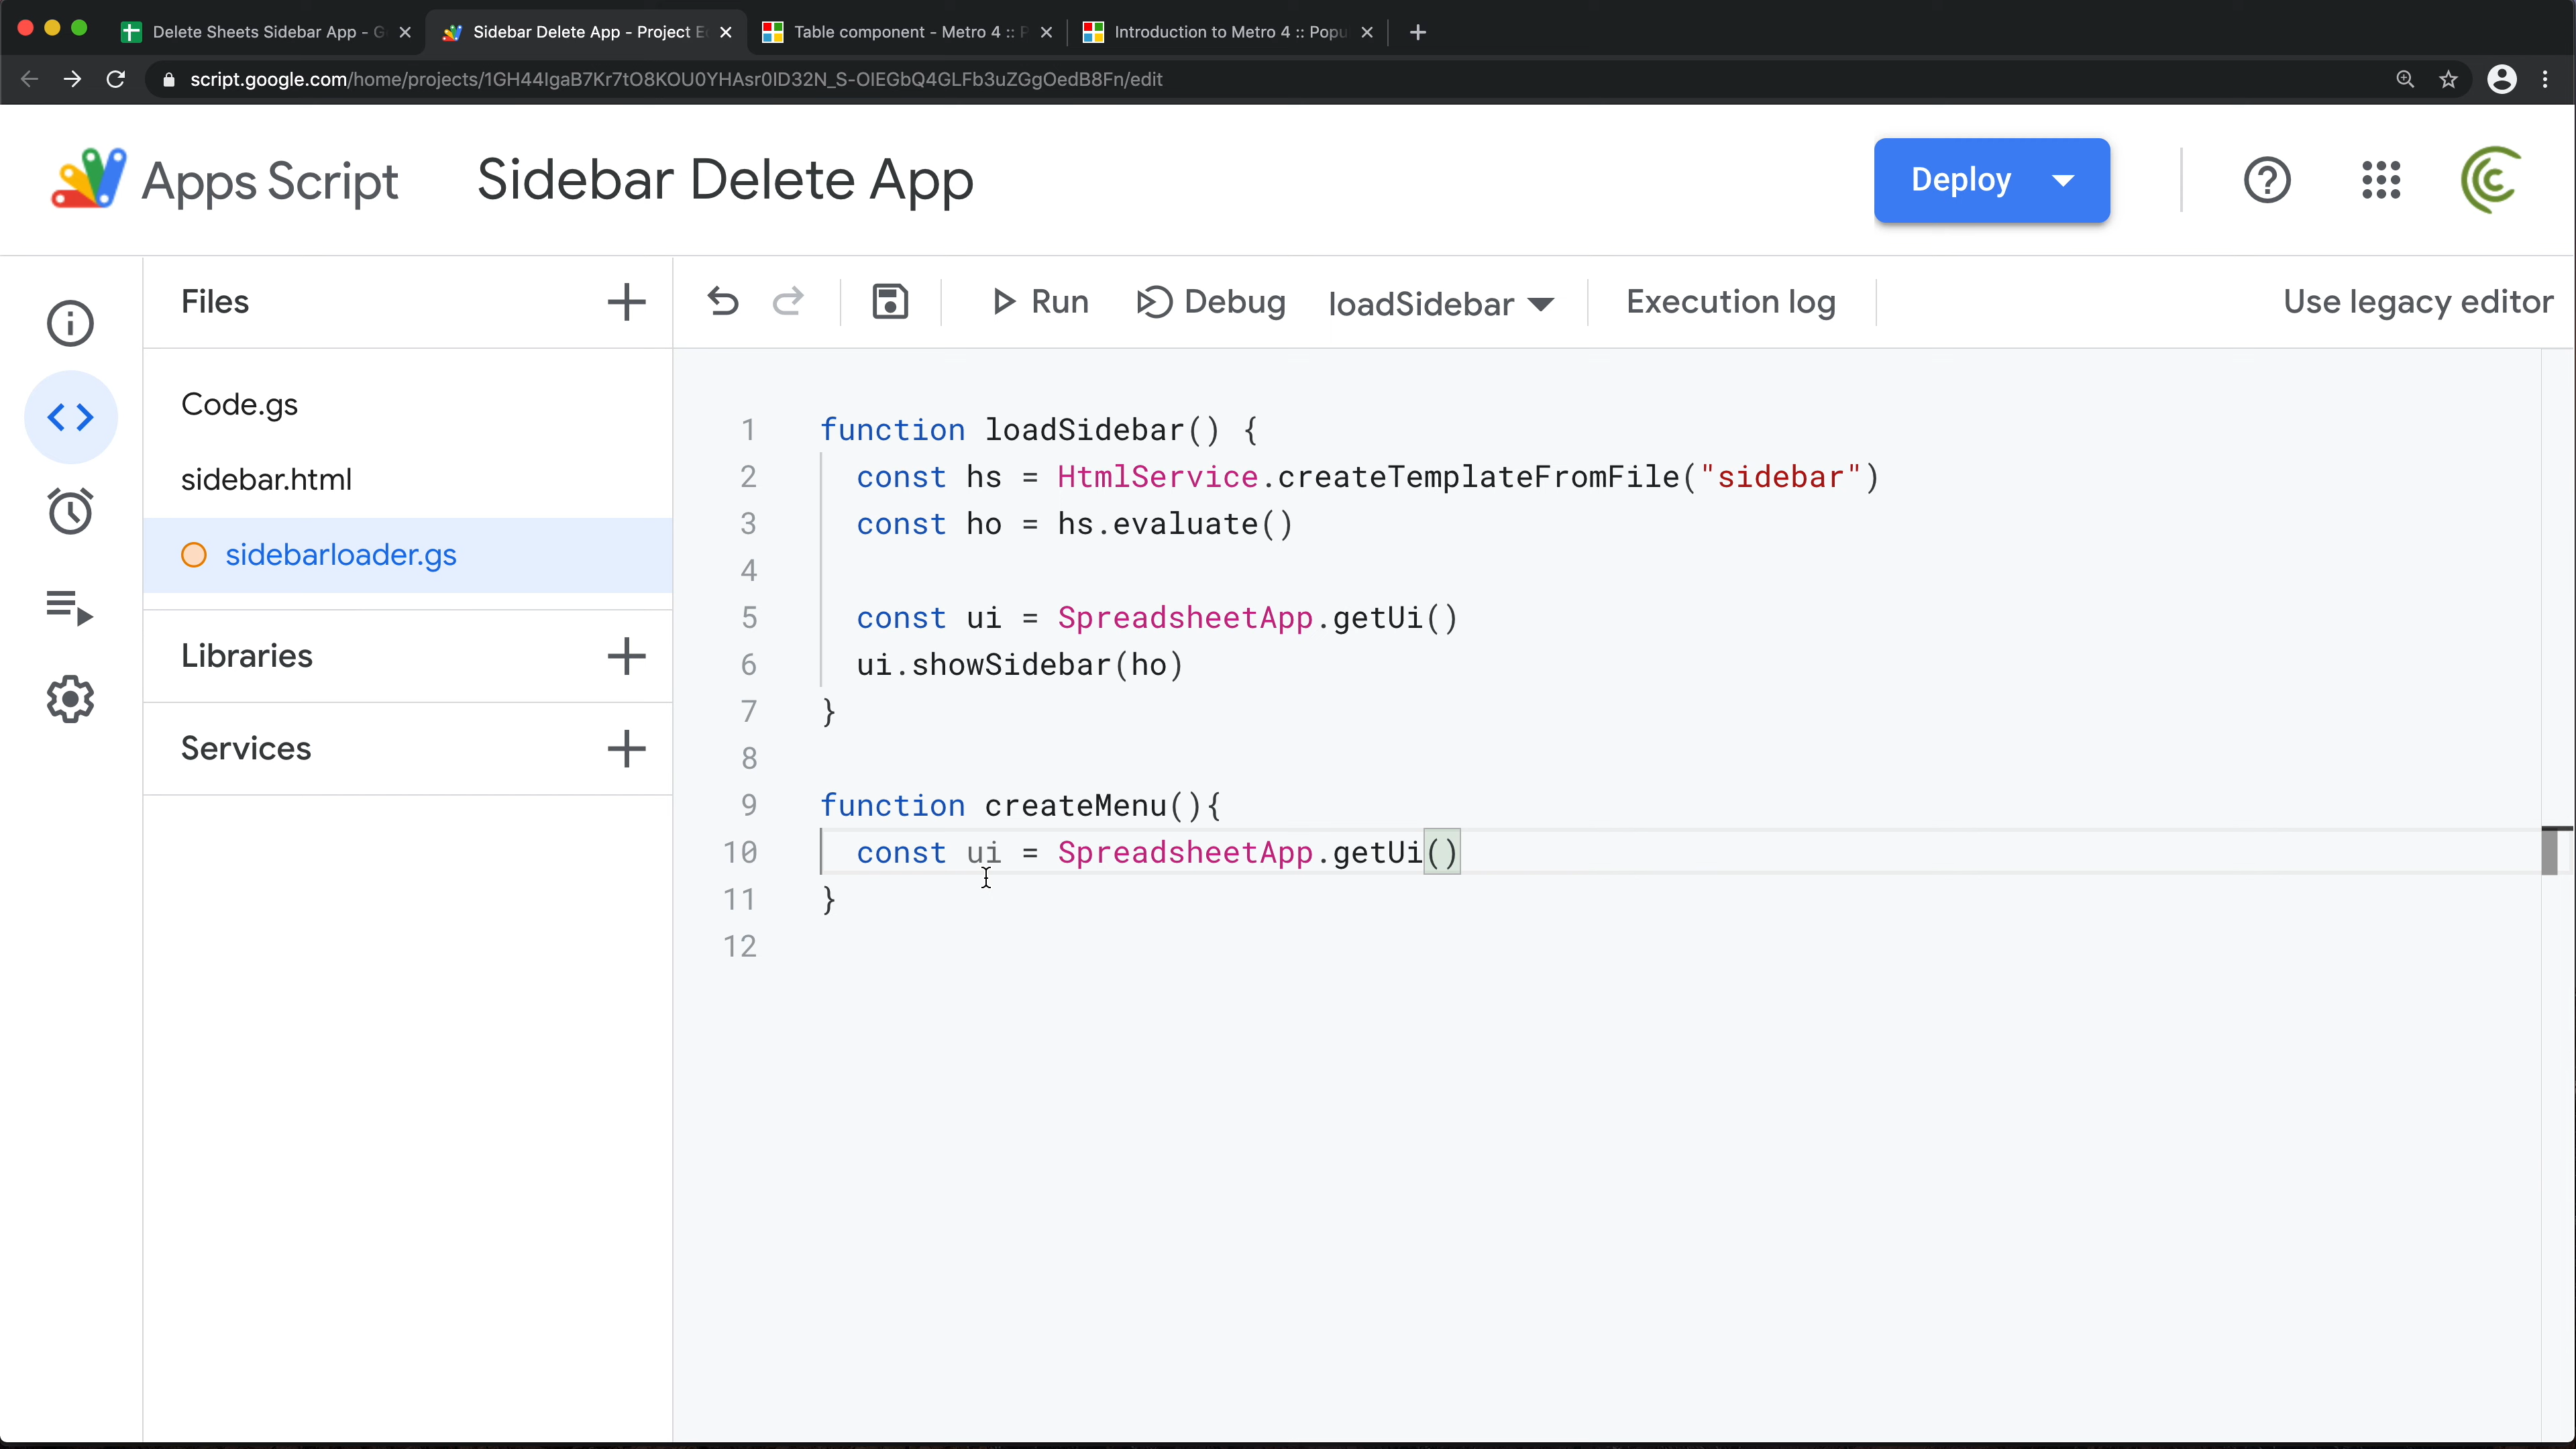 Delete Sheets Sidebar App - G
Sidebar Delete App - Project E
Table component - Metro 4 :: P
Introduction to Metro 4 :: Popu
script.google.com/home/projects/1GH44IgaB7Kr7tO8KOU0YHAsr0ID32N_S-OIEGbQ4GLFb3uZGgOedB8Fn/edit
Apps Script
Sidebar Delete App
Deploy
Files
Run
Debug
loadSidebar
Execution log
Use legacy editor
Code.gs
sidebar.html
sidebarloader.gs
Libraries
Services
1 function loadSidebar() {
2 const hs = HtmlService.createTemplateFromFile("sidebar")
3 const ho = hs.evaluate()
4
5 const ui = SpreadsheetApp.getUi()
6 ui.showSidebar(ho)
7 }
8
9 function createMenu(){
10 const ui = SpreadsheetApp.getUi()
11 }
12